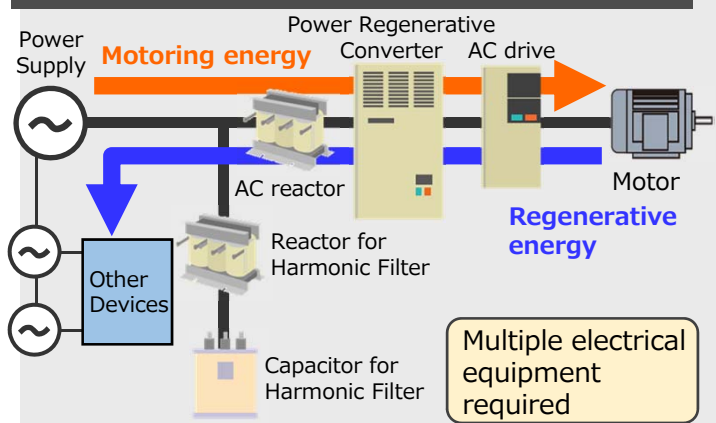 Power
Supply
Motoring energy
Power Regenerative
Converter
AC drive
AC reactor
Motor
Regenerative
energy
Reactor for
Harmonic Filter
Other
Devices
Capacitor for
Harmonic Filter
Multiple electrical
equipment
required